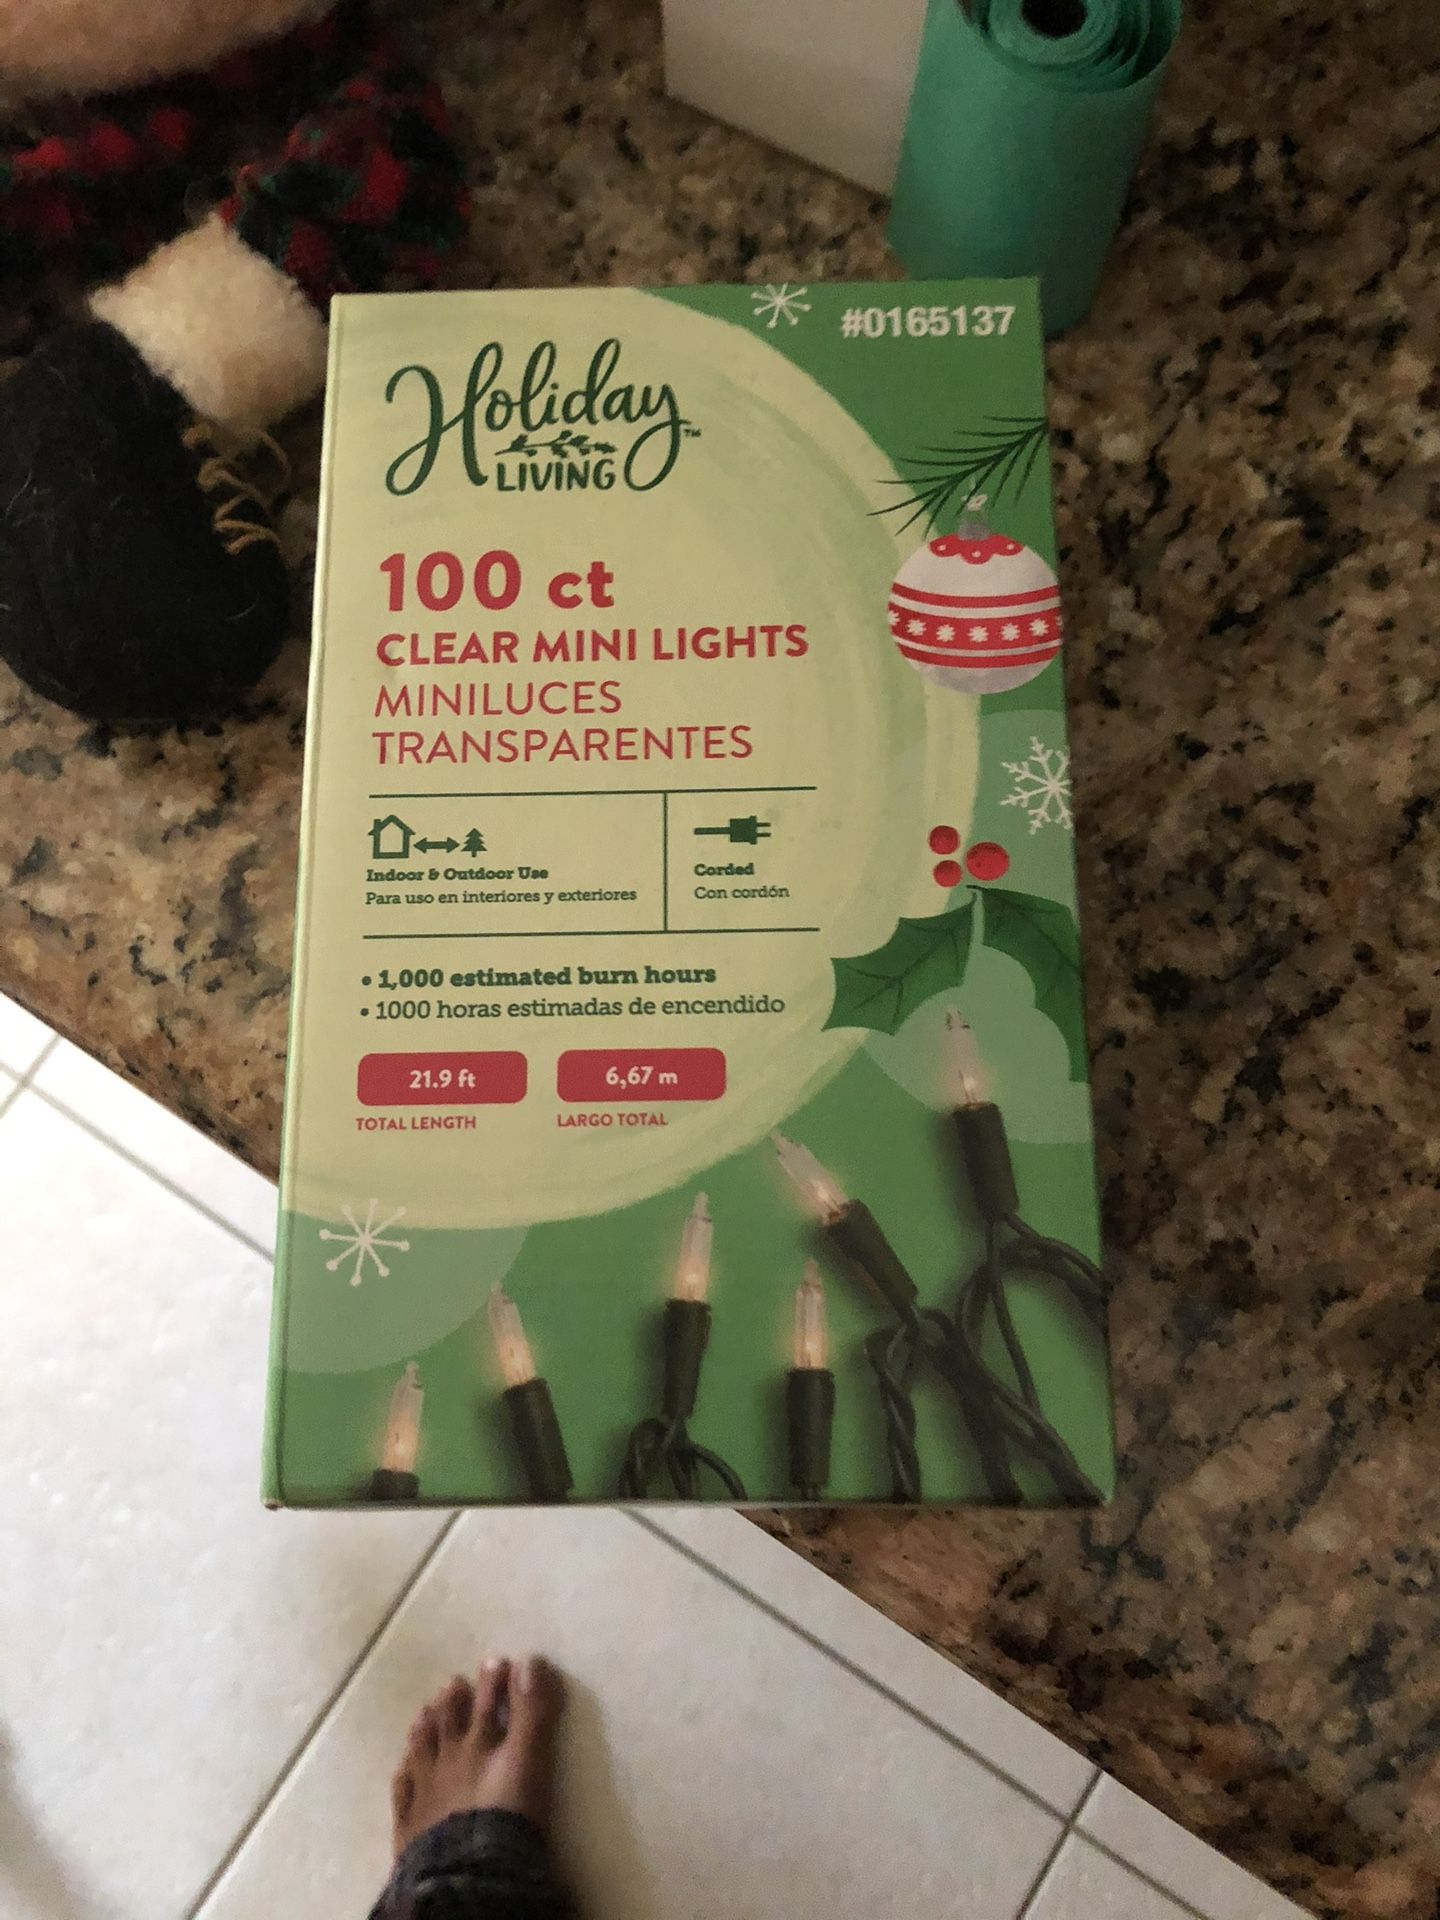 #0165137
Holiday™
LIVING
100 ct
CLEAR MINI LIGHTS
MINILUCES
TRANSPARENTES
Indoor & Outdoor Use
Para uso en interiores y exteriores
Corded
Con cordón
• 1,000 estimated burn hours
• 1000 horas estimadas de encendido
21.9 ft
TOTAL LENGTH
6,67 m
LARGO TOTAL